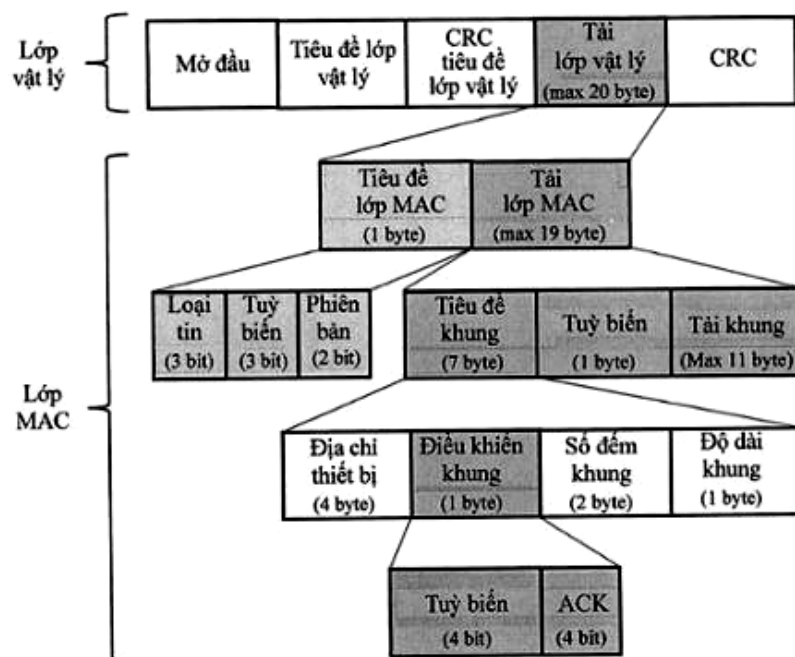 Lớp
vật lý
Mở đầu
Tiêu đề lớp
vật lý
CRC
tiêu đề
lớp vật lý
Tải
lớp vật lý
(max 20 byte)
CRC
Tiêu đề
lớp MAC
(1 byte)
Tải
lớp MAC
(max 19 byte)
Loại
tin
(3 bit)
Tuỳ
biến
(3 bit)
Phiên
bản
(2 bit)
Tiêu đề
khung
(7 byte)
Tuỳ biến
(1 byte)
Tải khung
(Max 11 byte)
Lớp
MAC
Địa chỉ
thiết bị
(4 byte)
Điều khiển
khung
(1 byte)
Số đếm
khung
(2 byte)
Độ dài
khung
(1 byte)
Tuỳ biến
(4 bit)
ACK
(4 bit)